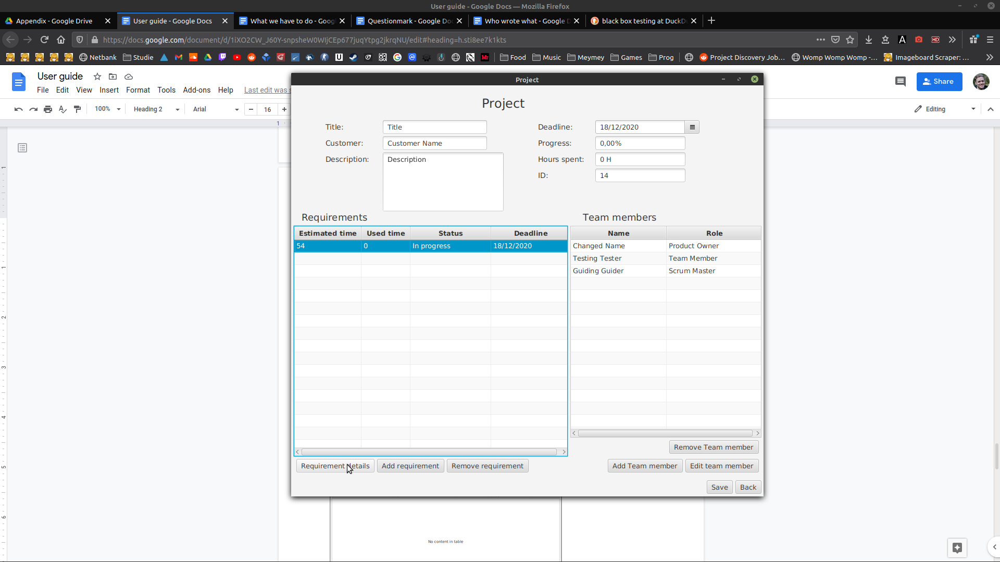 User guide - Google Docs — Mozilla Firefox
Appendix - Google Drive
User guide - Google Docs
What we have to do - Goog
Questionmark - Google Do
Who wrote what - Google D
black box testing at DuckD
https://docs.google.com/document/d/1iXO2CW_J60Y-snpsheW0WIjCEp677juqYtpg2jkrqNU/edit#heading=h.sti8ee7k1kts
Netbank
Studie
Food
Music
Meymey
Games
Prog
Project Discovery Job...
Womp Womp Womp -...
Imageboard Scraper: ...
User guide
File Edit View Insert Format Tools Add-ons Help Last edit was s
Share
100% Heading 2 Arial 16
Editing
Project
Project
Title: Title
Customer: Customer Name
Description: Description
Deadline: 18/12/2020
Progress: 0,00%
Hours spent: 0 H
ID: 14
Requirements
Estimated time Used time Status Deadline
54 0 In progress 18/12/2020
Team members
Name Role
Changed Name Product Owner
Testing Tester Team Member
Guiding Guider Scrum Master
Remove Team member
Requirement details Add requirement Remove requirement
Add Team member Edit team member
Save Back
No content in table